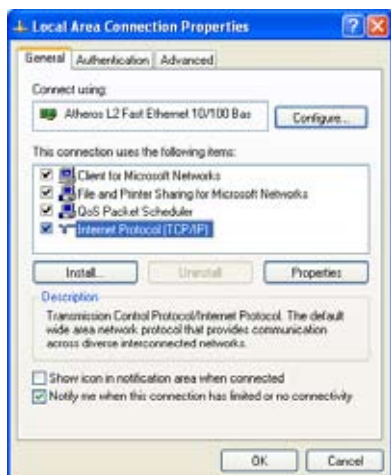 Local Area Connection Properties
General Authentication Advanced
Connect using:
Atheros L2 Fast Ethernet 10/100 Bas
Configure...
This connection uses the following items:
Client for Microsoft Networks
File and Printer Sharing for Microsoft Networks
QoS Packet Scheduler
Internet Protocol (TCP/IP)
Install... Uninstall Properties
Description
Transmission Control Protocol/Internet Protocol. The default
wide area network protocol that provides communication
across diverse interconnected networks.
Show icon in notification area when connected
Notify me when this connection has limited or no connectivity
OK Cancel